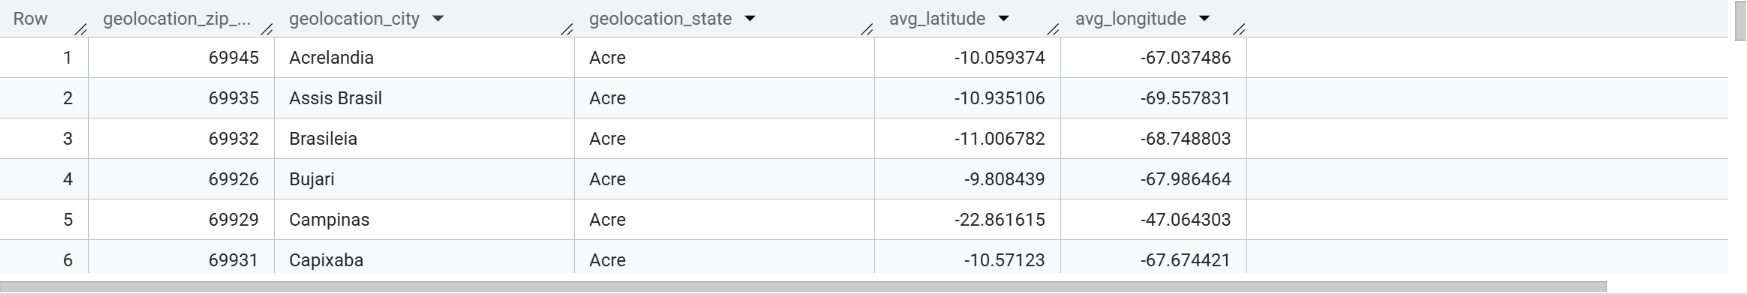 Row geolocation_zip_... geolocation_city geolocation_state avg_latitude avg_longitude
1 69945 Acrelandia Acre -10.059374 -67.037486
2 69935 Assis Brasil Acre -10.935106 -69.557831
3 69932 Brasileia Acre -11.006782 -68.748803
4 69926 Bujari Acre -9.808439 -67.986464
5 69929 Campinas Acre -22.861615 -47.064303
6 69931 Capixaba Acre -10.57123 -67.674421